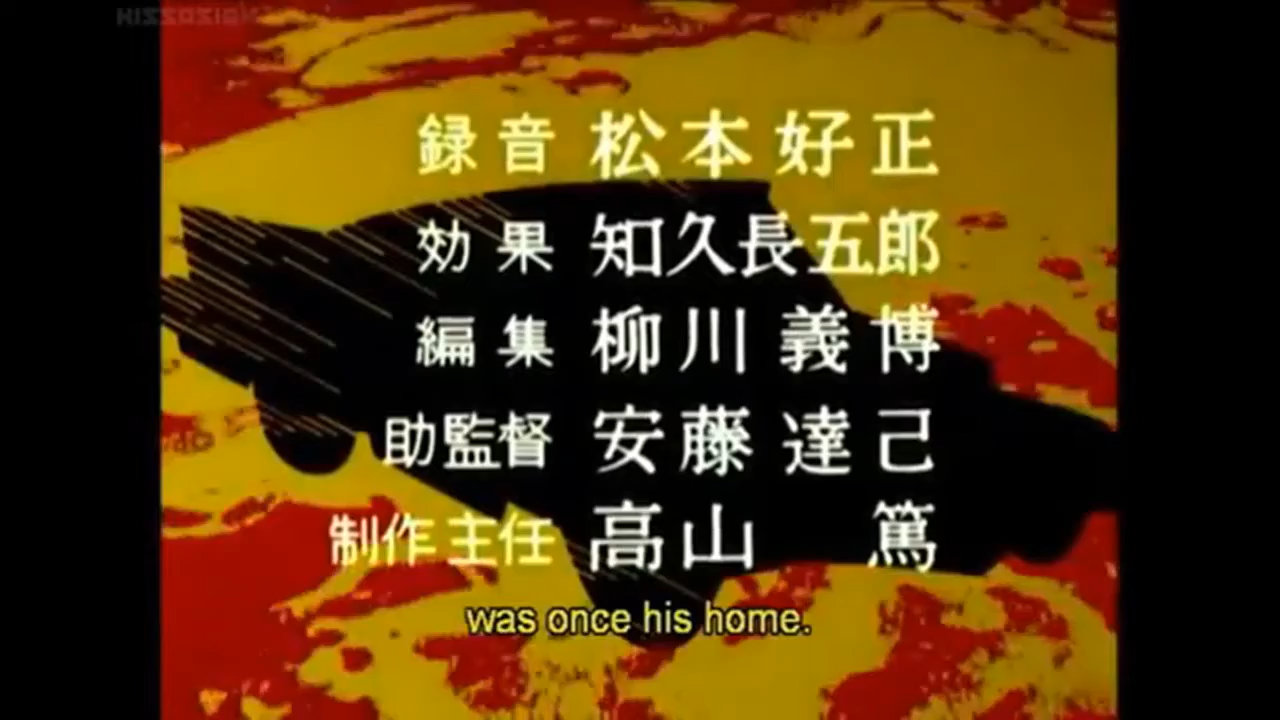 HISSAZIAN
録音 松本好正
効果 知久長五郎
編集 柳川義博
助監督 安藤達己
制作主任 高山 篤
was once his home.